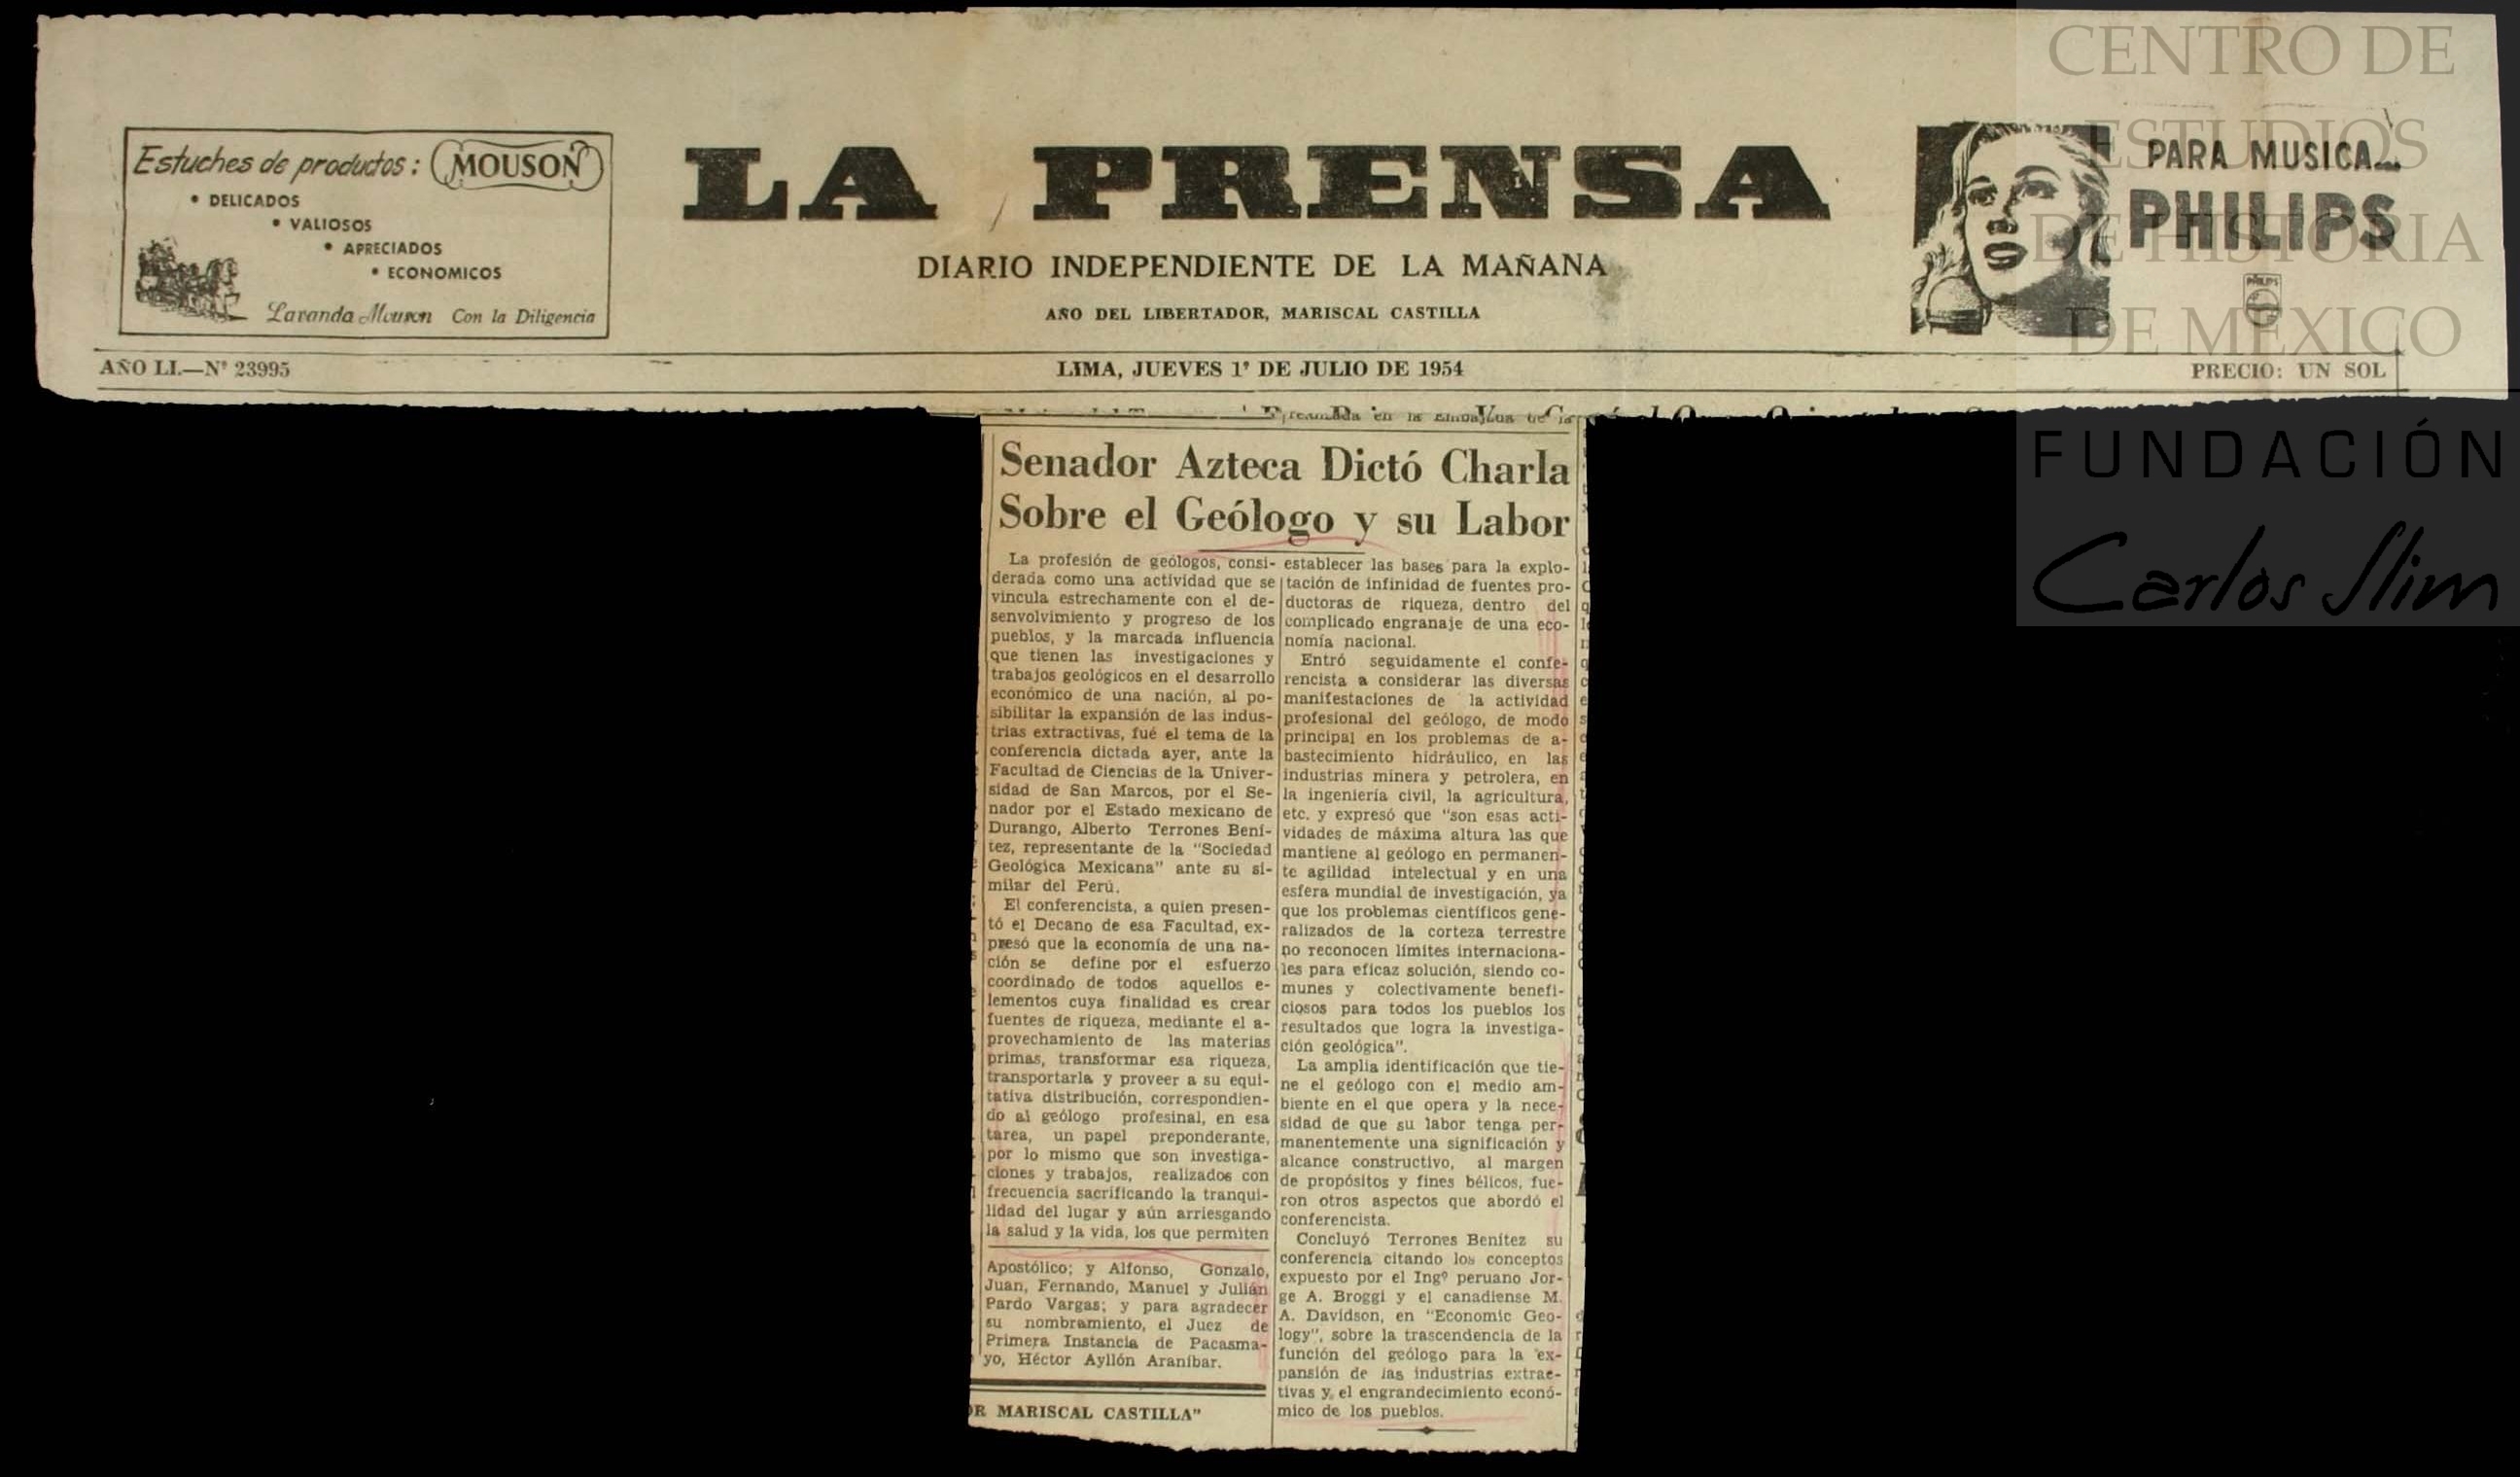 CENTRO DE
ESTUDIOS
DE HISTORIA
DE MÉXICO
FUNDACIÓN
Carlos Slim
Estuches de productos: MOUSON
• DELICADOS
• VALIOSOS
• APRECIADOS
• ECONOMICOS
Lavanda Mouson Con la Diligencia
LA PRENSA
DIARIO INDEPENDIENTE DE LA MAÑANA
AÑO DEL LIBERTADOR, MARISCAL CASTILLA
PARA MUSICA...
PHILIPS
PHILIPS
AÑO LI.—Nº 23995
LIMA, JUEVES 1º DE JULIO DE 1954
PRECIO: UN SOL
Senador Azteca Dictó Charla
Sobre el Geólogo y su Labor
La profesión de geólogos, consi-
derada como una actividad que se
vincula estrechamente con el de-
senvolvimiento y progreso de los
pueblos, y la marcada influencia
que tienen las investigaciones y
trabajos geológicos en el desarrollo
económico de una nación, al po-
sibilitar la expansión de las indus-
trias extractivas, fué el tema de la
conferencia dictada ayer, ante la
Facultad de Ciencias de la Univer-
sidad de San Marcos, por el Se-
nador por el Estado mexicano de
Durango, Alberto Terrones Bení-
tez, representante de la "Sociedad
Geológica Mexicana" ante su si-
milar del Perú.
El conferencista, a quien presen-
tó el Decano de esa Facultad, ex-
presó que la economía de una na-
ción se define por el esfuerzo
coordinado de todos aquellos e-
lementos cuya finalidad es crear
fuentes de riqueza, mediante el a-
provechamiento de las materias
primas, transformar esa riqueza,
transportarla y proveer a su equi-
tativa distribución, correspondien-
do al geólogo profesinal, en esa
tarea, un papel preponderante,
por lo mismo que son investiga-
ciones y trabajos, realizados con
frecuencia sacrificando la tranqui-
lidad del lugar y aún arriesgando
la salud y la vida, los que permiten
establecer las bases para la explo-
tación de infinidad de fuentes pro-
ductoras de riqueza, dentro del
complicado engranaje de una eco-
nomía nacional.
Entró seguidamente el confe-
rencista a considerar las diversas
manifestaciones de la actividad
profesional del geólogo, de modo
principal en los problemas de a-
bastecimiento hidráulico, en las
industrias minera y petrolera, en
la ingeniería civil, la agricultura,
etc. y expresó que "son esas acti-
vidades de máxima altura las que
mantiene al geólogo en permanen-
te agilidad intelectual y en una
esfera mundial de investigación, ya
que los problemas científicos gene-
ralizados de la corteza terrestre
no reconocen límites internaciona-
les para eficaz solución, siendo co-
munes y colectivamente benefi-
ciosos para todos los pueblos los
resultados que logra la investiga-
ción geológica".
La amplia identificación que tie-
ne el geólogo con el medio am-
biente en el que opera y la nece-
sidad de que su labor tenga per-
manentemente una significación y
alcance constructivo, al margen
de propósitos y fines bélicos, fue-
ron otros aspectos que abordó el
conferencista.
Concluyó Terrones Benítez su
conferencia citando los conceptos
expuesto por el Ingº peruano Jor-
ge A. Broggi y el canadiense M.
A. Davidson, en "Economic Geo-
logy", sobre la trascendencia de la
función del geólogo para la ex-
pansión de las industrias extrac-
tivas y el engrandecimiento econó-
mico de los pueblos.
Apostólico; y Alfonso, Gonzalo,
Juan, Fernando, Manuel y Julián
Pardo Vargas; y para agradecer
su nombramiento, el Juez de
Primera Instancia de Pacasma-
yo, Héctor Ayllón Araníbar.
OR MARISCAL CASTILLA"